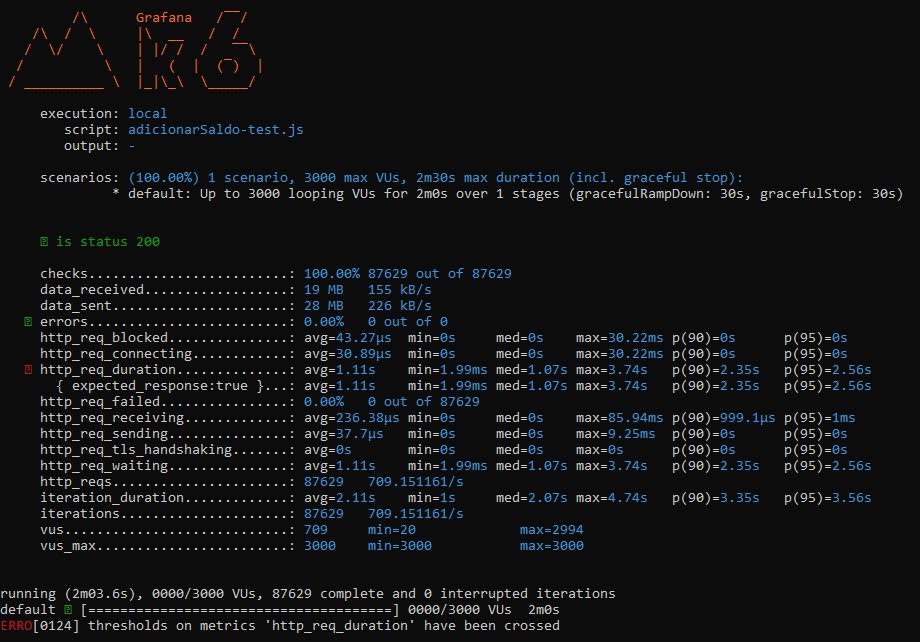 Grafana
k6
execution: local
script: adicionarSaldo-test.js
output: -
scenarios: (100.00%) 1 scenario, 3000 max VUs, 2m30s max duration (incl. graceful stop):
* default: Up to 3000 looping VUs for 2m0s over 1 stages (gracefulRampDown: 30s, gracefulStop: 30s)
is status 200
checks.........................: 100.00% 87629 out of 87629
data_received..................: 19 MB 155 kB/s
data_sent......................: 28 MB 226 kB/s
errors.........................: 0.00% 0 out of 0
http_req_blocked...............: avg=43.27µs min=0s med=0s max=30.22ms p(90)=0s p(95)=0s
http_req_connecting............: avg=30.89µs min=0s med=0s max=30.22ms p(90)=0s p(95)=0s
http_req_duration..............: avg=1.11s min=1.99ms med=1.07s max=3.74s p(90)=2.35s p(95)=2.56s
{ expected_response:true }...: avg=1.11s min=1.99ms med=1.07s max=3.74s p(90)=2.35s p(95)=2.56s
http_req_failed................: 0.00% 0 out of 87629
http_req_receiving.............: avg=236.38µs min=0s med=0s max=85.94ms p(90)=999.1µs p(95)=1ms
http_req_sending...............: avg=37.7µs min=0s med=0s max=9.25ms p(90)=0s p(95)=0s
http_req_tls_handshaking.......: avg=0s min=0s med=0s max=0s p(90)=0s p(95)=0s
http_req_waiting...............: avg=1.11s min=1.99ms med=1.07s max=3.74s p(90)=2.35s p(95)=2.56s
http_reqs......................: 87629 709.151161/s
iteration_duration.............: avg=2.11s min=1s med=2.07s max=4.74s p(90)=3.35s p(95)=3.56s
iterations.....................: 87629 709.151161/s
vus............................: 709 min=20 max=2994
vus_max........................: 3000 min=3000 max=3000
running (2m03.6s), 0000/3000 VUs, 87629 complete and 0 interrupted iterations
default [======================================] 0000/3000 VUs 2m0s
ERRO[0124] thresholds on metrics 'http_req_duration' have been crossed